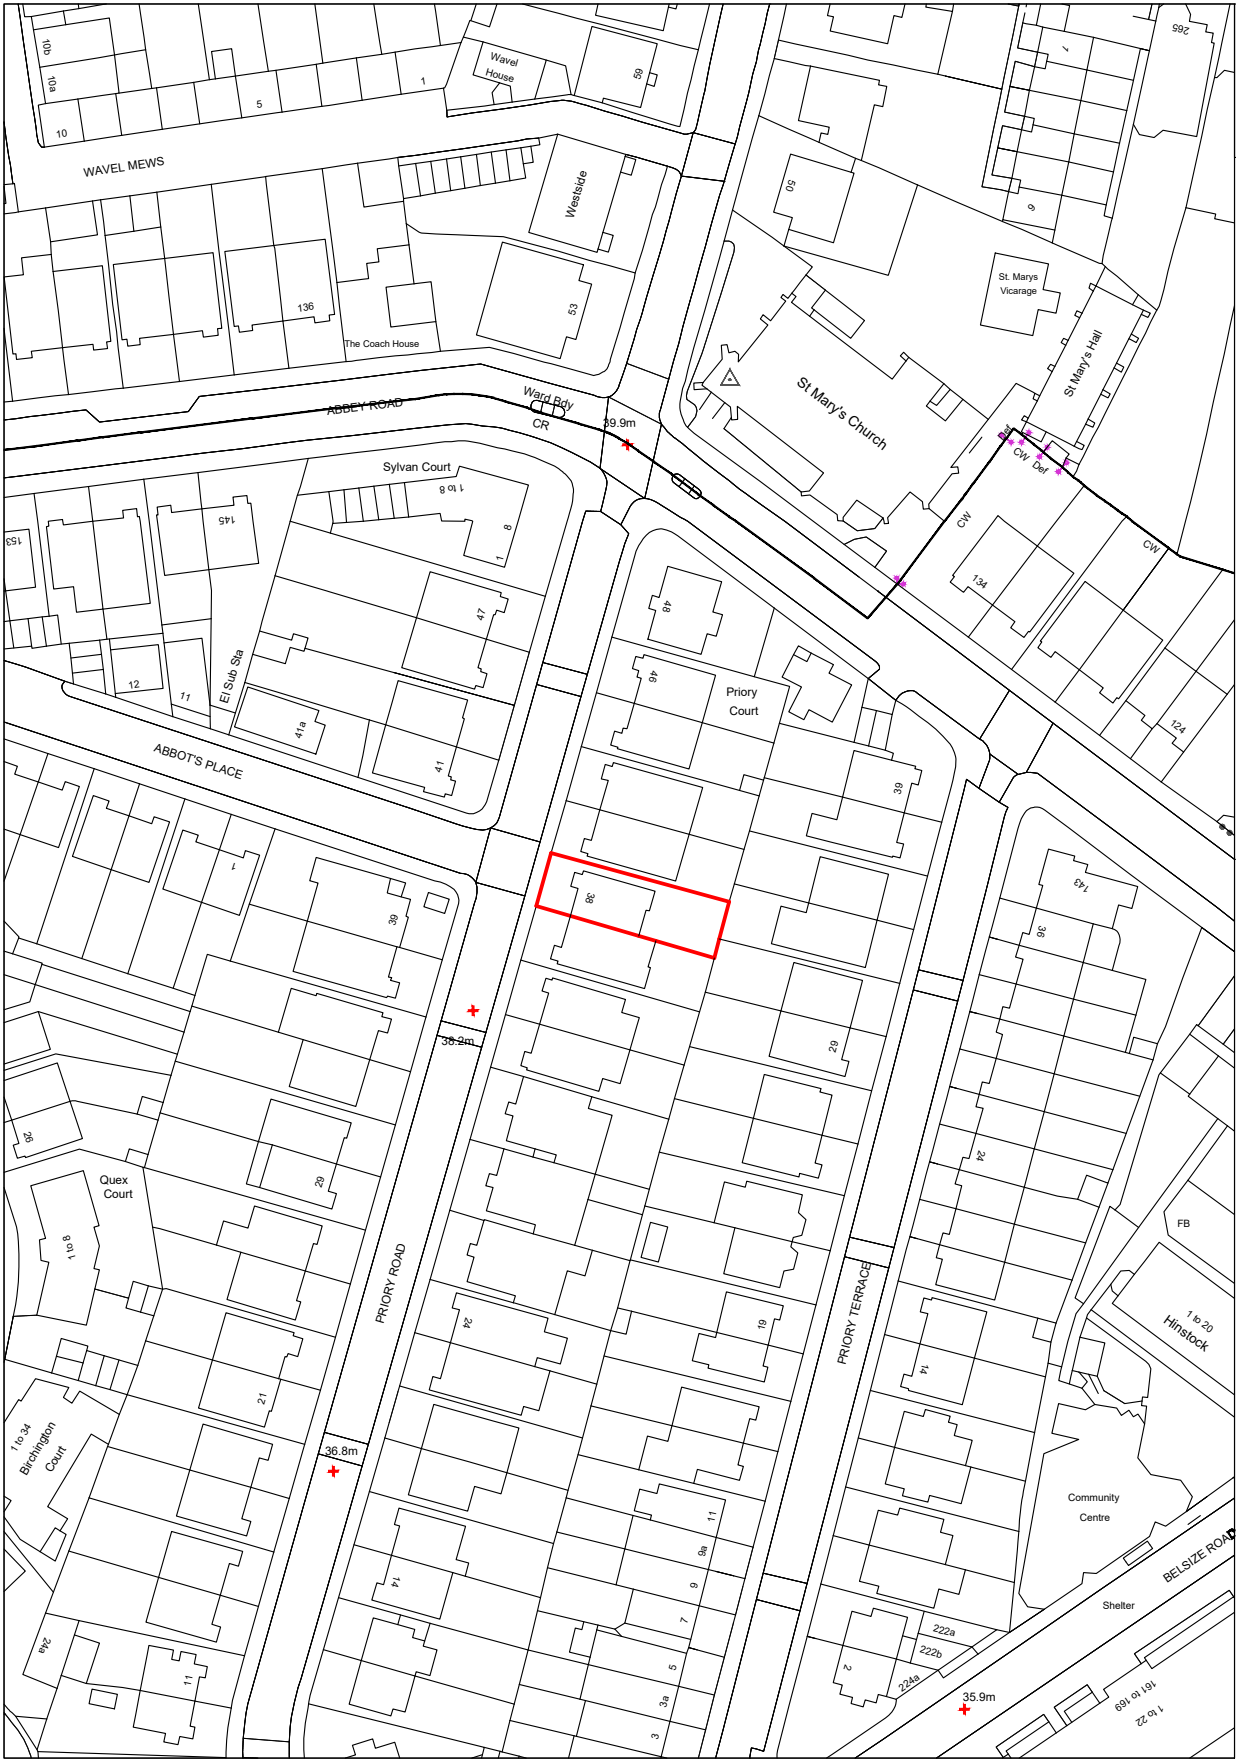 10b
10a
10
5
1
Wavel
House
59
7
265
WAVEL MEWS
Westside
50
6
136
The Coach House
53
St. Marys
Vicarage
St Mary's Hall
St Mary's Church
ABBEY ROAD
Ward Bdy
CR
39.9m
Def
CW
Def
CW
CW
Sylvan Court
1 to 8
8
1
153
145
134
124
47
48
46
Priory
Court
12
11
El Sub Sta
41a
41
39
ABBOT'S PLACE
1
39
38
143
36
38.2m
29
26
Quex
Court
1 to 8
29
24
PRIORY ROAD
PRIORY TERRACE
FB
1 to 20
Hinstock
24
19
14
21
1 to 34
Birchington
Court
36.8m
Community
Centre
11
9a
9
14
7
BELSIZE ROAD
Shelter
222a
222b
224a
2
24a
11
5
3a
3
35.9m
161 to 169
1 to 22